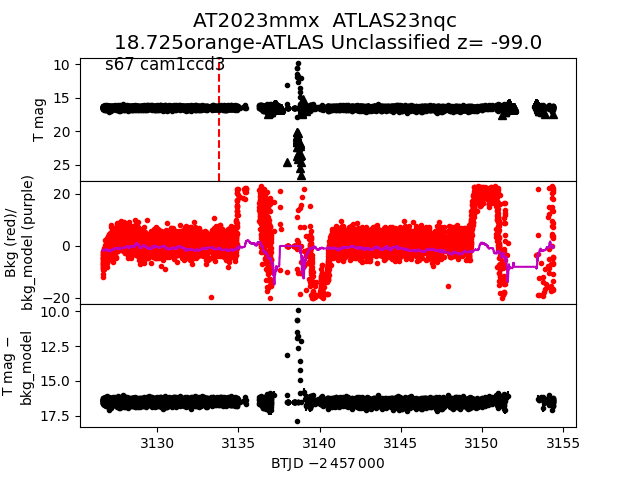 AT2023mmx  ATLAS23nqc
18.725orange-ATLAS Unclassified z= -99.0
s67 cam1ccd3
T mag
10
15
20
25
Bkg (red)/
bkg_model (purple)
20
0
−20
T mag −
bkg_model
10.0
12.5
15.0
17.5
3130
3135
3140
3145
3150
3155
BTJD −2 457 000